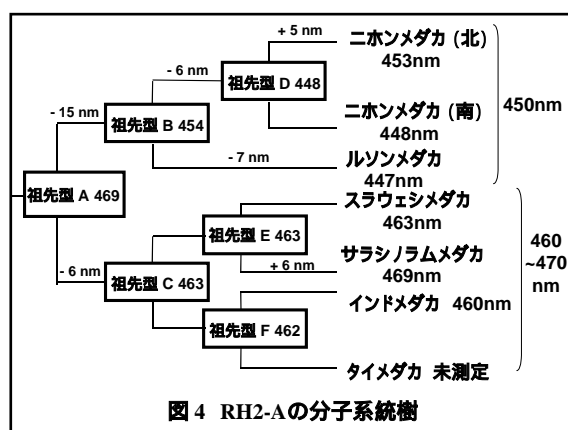 + 5 nm
ニホンメダカ (北)
453nm
- 6 nm
祖先型 D 448
450nm
- 15 nm
祖先型 B 454
ニホンメダカ (南)
448nm
- 7 nm
ルソンメダカ
447nm
祖先型 A 469
スラウェシメダカ
463nm
祖先型 E 463
460
~470
nm
サラシノラムメダカ
469nm
+ 6 nm
- 6 nm
祖先型 C 463
インドメダカ 460nm
祖先型 F 462
タイメダカ 未測定
図 4 RH2-Aの分子系統樹